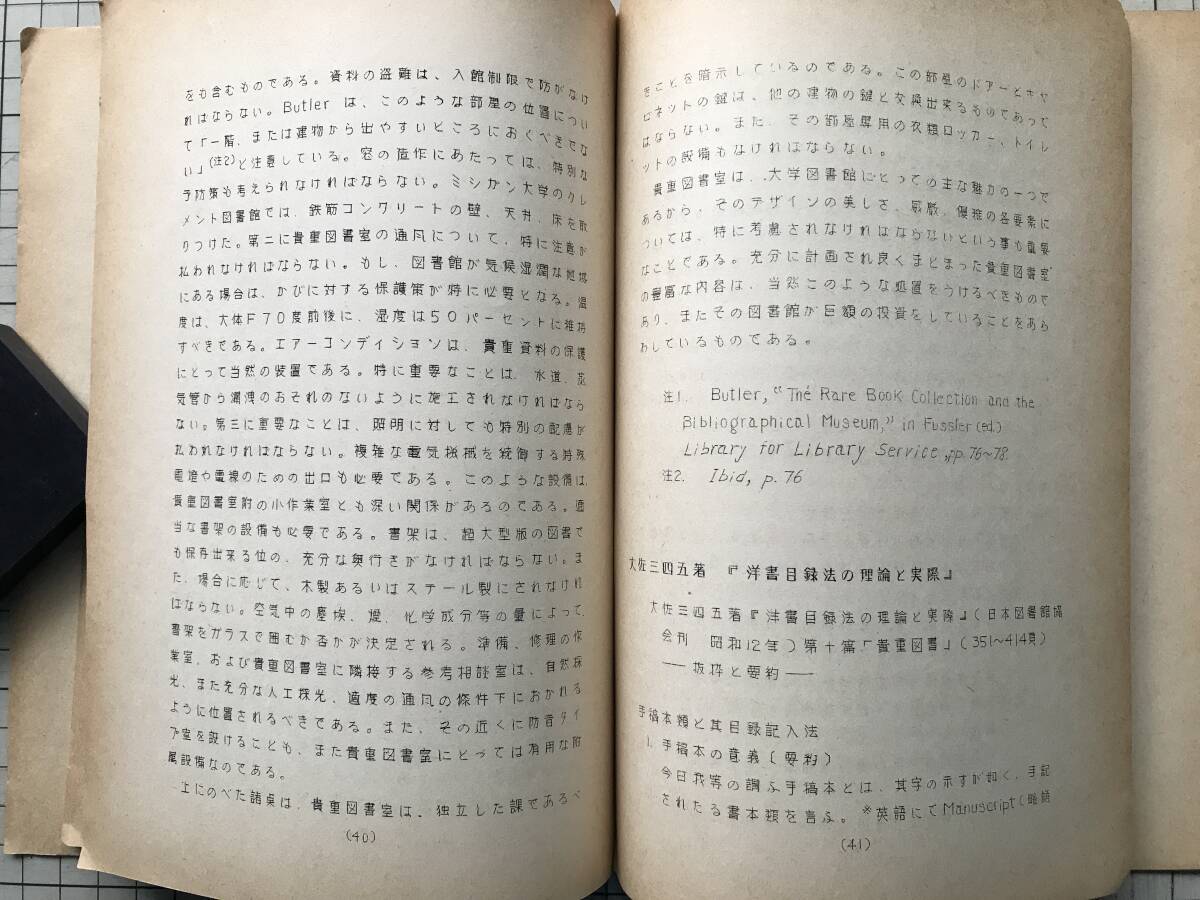 をも含むものである。資料の盗難は、入館制限で防がなけ
ればならない。Butlerは、このような部屋の位置につい
て「一階、または建物から出やすいところにおくべきでな
い」(注2)と注意している。窓の造作にあたっては、特別な
予防策も考えられなければならない。ミシガン大学のクレ
メント図書館では、鉄筋コンクリートの壁、天井、床を取
りつけた。第二に貴重図書室の通風について、特に注意が
払われなければならない。もし、図書館が気候湿潤な地域
にある場合は、かびに対する保護策が特に必要となる。温
度は、大体F70度前後に、湿度は50パーセントに維持
すべきである。エアーコンディションは、貴重資料の保護
にとって当然の装置である。特に重要なことは、水道、蒸
気管から漏洩のおそれのないように施工されなければなら
ない。第三に重要なことは、照明に対しても特別の配慮が
払われなければならない。複雑な電気機械を統御する特殊
電燈や電線のための出口も必要である。このような設備は、
貴重図書室附の小作業室とも深い関係があるのである。適
当な書架の設備も必要である。書架は、超大型版の図書で
も保存出来る位の、充分な奥行きがなければならない。ま
た、場合に応じて、木製あるいはスチール製にされなけれ
ばならない。空気中の塵埃、煙、化学成分等の量によって、
書架をガラスで囲むか否かが決定される。準備、修理の作
業室、および貴重図書室に隣接する参考相談室は、自然採
光、また充分な人工採光、適度の通風の条件下におかれる
ように位置されるべきである。また、その近くに防音タイ
プ室を設けることも、また貴重図書室にとっては有用な附
属設備なのである。
上にのべた諸点は、貴重図書室は、独立した課であるべ
(40)
きことを暗示しているのである。この部屋のドアーとキャ
ビネットの鍵は、他の建物の鍵と交換出来るものであって
はならない。また、その部屋専用の衣類ロッカー、トイレ
ットの設備もなければならない。
貴重図書室は、大学図書館にとっての主な魅力の一つで
あるから、そのデザインの美しさ、威厳、優雅の各要素に
ついては、特に考慮されなければならないという事も重要
なことである。充分に計画され良くまとまった貴重図書室
の豊富な内容は、当然このような処置をうけるべきもので
あり、またその図書館が巨額の投資をしていることをあら
わしているものである。
注1. Butler, "The Rare Book Collection and the
Bibliographical Museum," in Fussler (ed.)
Library for Library Service, pp. 76~78.
注2. Ibid, p. 76
大佐三四五著 『洋書目録法の理論と実際』
大佐三四五著『洋書目録法の理論と実際』(日本図書館協
会刊 昭和12年)第十篇「貴重図書」(351~414頁)
── 抜粋と要約 ──
手稿本類と其目録記入法
1. 手稿本の意義〔要約〕
今日我等の謂ふ手稿本とは、其字の示すが如く、手記
されたる書本類を言ふ。※英語にてManuscript(略語
(41)